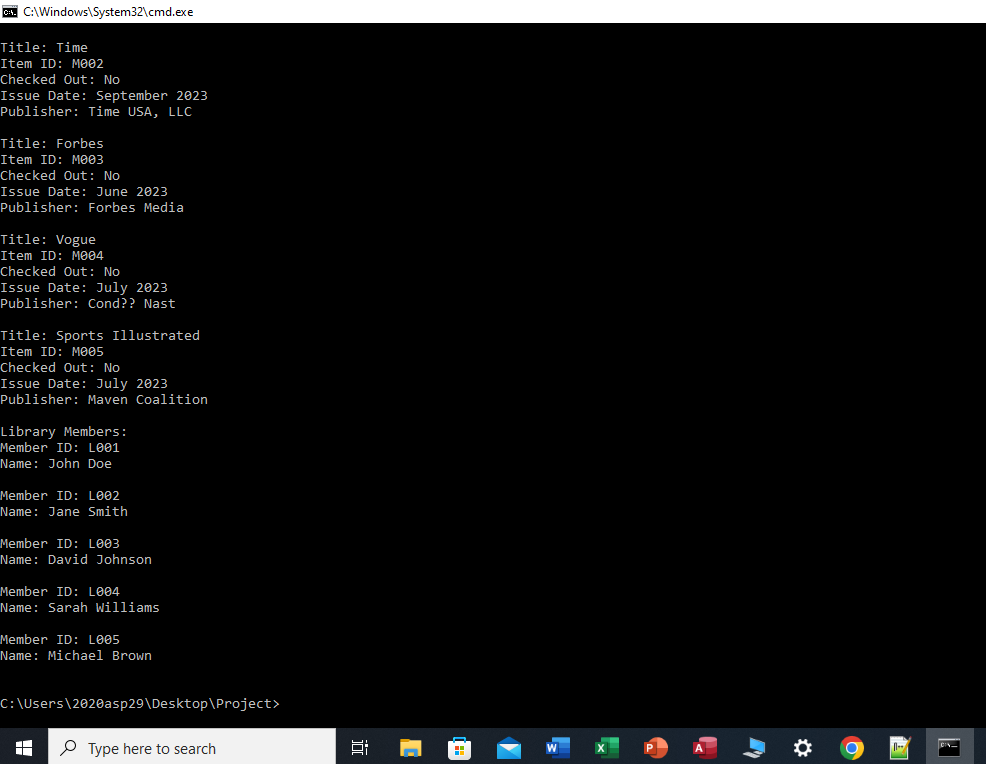 C:\Windows\System32\cmd.exe
Title: Time
Item ID: M002
Checked Out: No
Issue Date: September 2023
Publisher: Time USA, LLC
Title: Forbes
Item ID: M003
Checked Out: No
Issue Date: June 2023
Publisher: Forbes Media
Title: Vogue
Item ID: M004
Checked Out: No
Issue Date: July 2023
Publisher: Cond?? Nast
Title: Sports Illustrated
Item ID: M005
Checked Out: No
Issue Date: July 2023
Publisher: Maven Coalition
Library Members:
Member ID: L001
Name: John Doe
Member ID: L002
Name: Jane Smith
Member ID: L003
Name: David Johnson
Member ID: L004
Name: Sarah Williams
Member ID: L005
Name: Michael Brown
C:\Users\2020asp29\Desktop\Project>
Type here to search